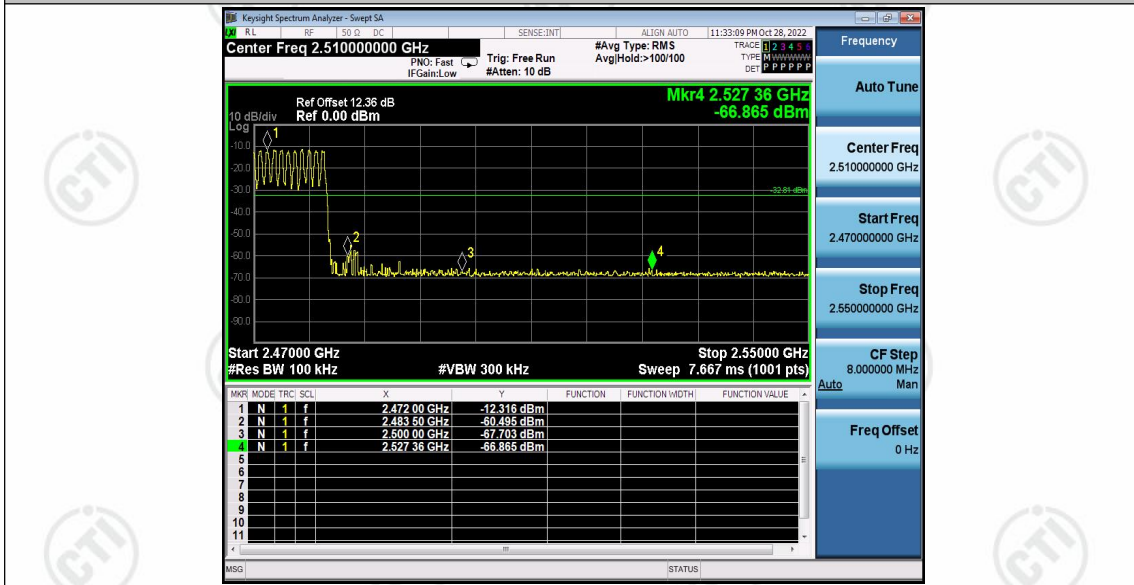 Keysight Spectrum Analyzer - Swept SA
LXI RL RF 50 Ω DC SENSE:INT ALIGN AUTO 11:33:09 PM Oct 28, 2022
Center Freq 2.510000000 GHz
PNO: Fast
IFGain:Low
Trig: Free Run
#Atten: 10 dB
#Avg Type: RMS
Avg|Hold:>100/100
TRACE 1 2 3 4 5 6
TYPE M W W W W W
DET P P P P P P
Ref Offset 12.36 dB
10 dB/div Ref 0.00 dBm
Log
Mkr4 2.527 36 GHz
-66.865 dBm
-10.0
-20.0
-30.0
-40.0
-50.0
-60.0
-70.0
-80.0
-90.0
1
2
3
4
-32.81 dBm
Start 2.47000 GHz Stop 2.55000 GHz
#Res BW 100 kHz #VBW 300 kHz Sweep 7.667 ms (1001 pts)
MKR MODE TRC SCL X Y FUNCTION FUNCTION WIDTH FUNCTION VALUE
1 N 1 f 2.472 00 GHz -12.316 dBm
2 N 1 f 2.483 50 GHz -60.495 dBm
3 N 1 f 2.500 00 GHz -67.703 dBm
4 N 1 f 2.527 36 GHz -66.865 dBm
5
6
7
8
9
10
11
MSG STATUS
Frequency
Auto Tune
Center Freq
2.510000000 GHz
Start Freq
2.470000000 GHz
Stop Freq
2.550000000 GHz
CF Step
8.000000 MHz
Auto Man
Freq Offset
0 Hz
CTI
CTI
CTI
CTI